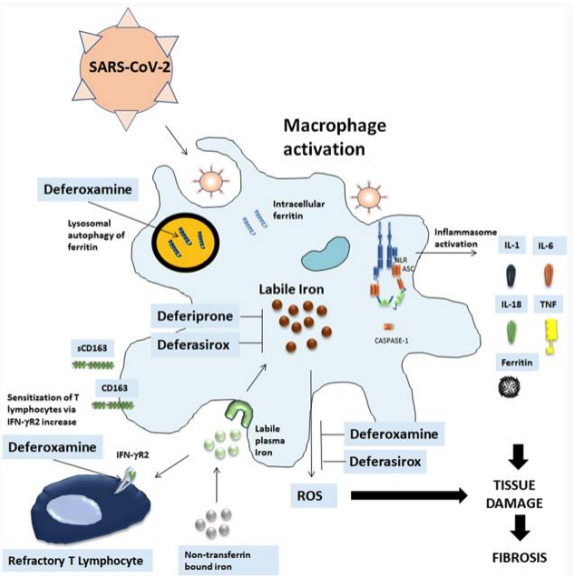 SARS-CoV-2
Macrophage
activation
Deferoxamine
Lysosomal
autophagy of
ferritin
Intracellular
ferritin
Inflammasome
activation
NLR
ASC
CASPASE-1
IL-1
IL-6
IL-18
TNF
Ferritin
Labile Iron
Deferiprone
Deferasirox
sCD163
CD163
Sensitization of T
lymphocytes via
IFN-γR2 increase
Deferoxamine
IFN-γR2
Labile
plasma
Iron
Deferoxamine
Deferasirox
ROS
TISSUE
DAMAGE
FIBROSIS
Refractory T Lymphocyte
Non-transferrin
bound iron